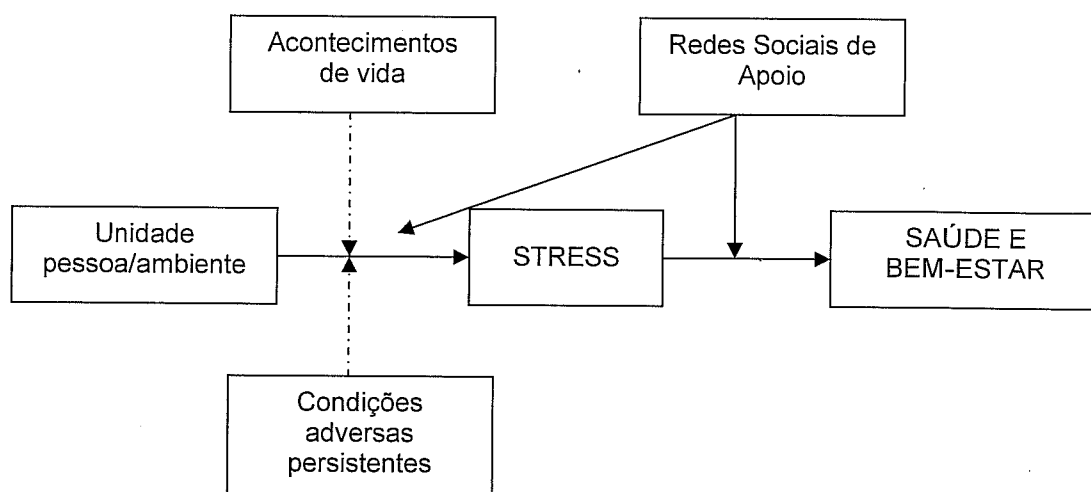 Acontecimentos
de vida
Redes Sociais de
Apoio
Unidade
pessoa/ambiente
STRESS
SAÚDE E
BEM-ESTAR
Condições
adversas
persistentes